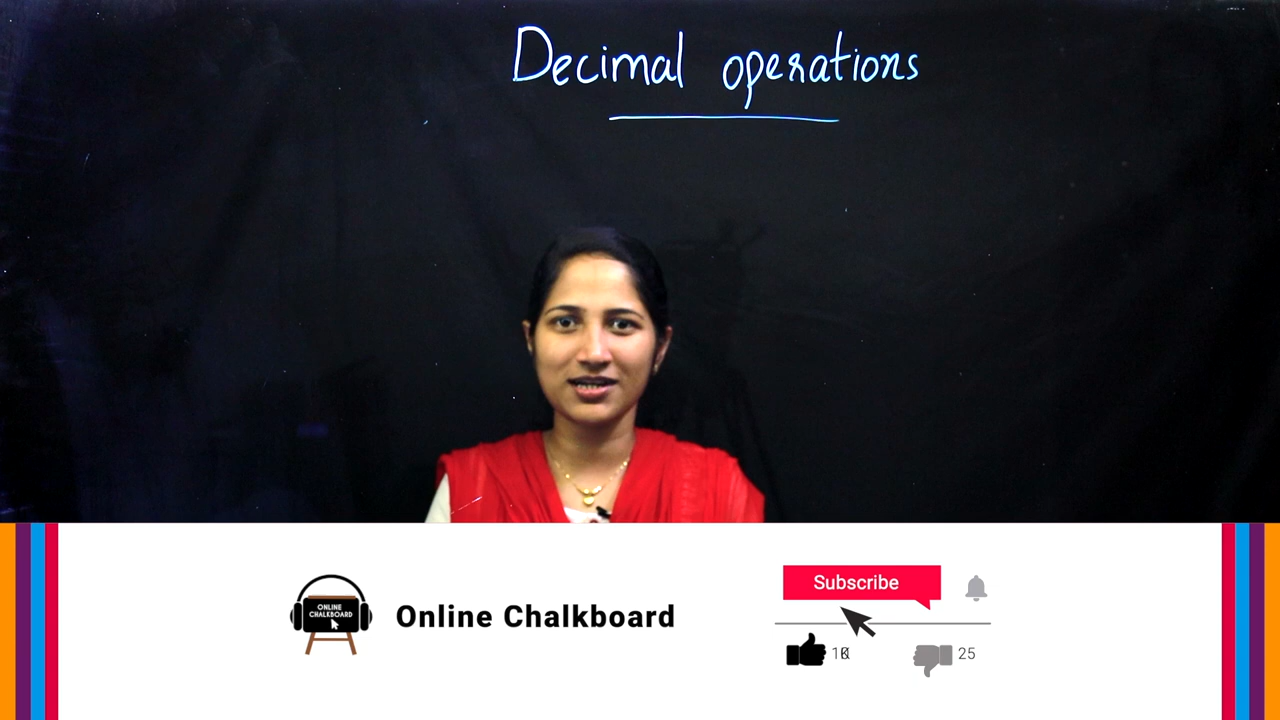 Decimal operations
ONLINE
CHALKBOARD
Online Chalkboard
Subscribe
25